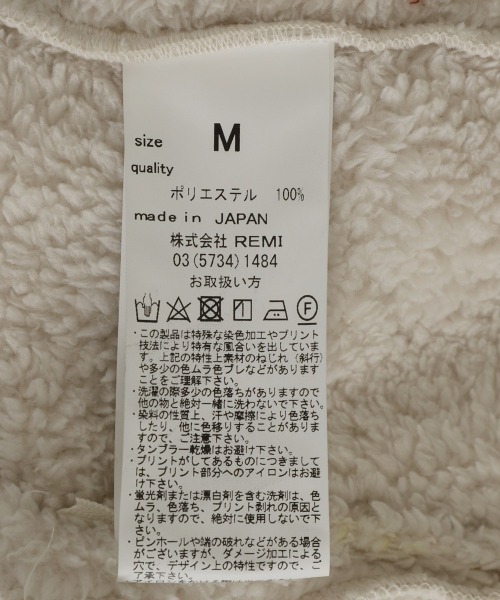 size M
quality
ポリエステル 100%
made in JAPAN
株式会社 REMI
03(5734)1484
お取扱い方
F
・この製品は特殊な染色加工やプリント
技法により特有な風合いを出していま
す。上記の特性上素材のねじれ(斜行)
や多少の色ムラ色ブレなどがあります
ことをご理解下さい。
・洗濯の際多少の色落ちがありますので
他の物と絶対一緒に洗わないで下さい。
・染料の性質上、汗や摩擦により色落ち
したり、他に色移りすることがありま
すので、ご注意下さい。
・タンブラー乾燥はお避け下さい。
・プリントがしてあるものにつきまして
は、プリント部分へのアイロンはお避
け下さい。
・蛍光剤または漂白剤を含む洗剤は、色
ムラ、色落ち、プリント剥れの原因と
なりますので、絶対に使用しないで下
さい。
・ピンホールや端の破れなどがある場合
がございますが、ダメージ加工による
穴で、デザイン上の特性ですので、ご
了承下さい。